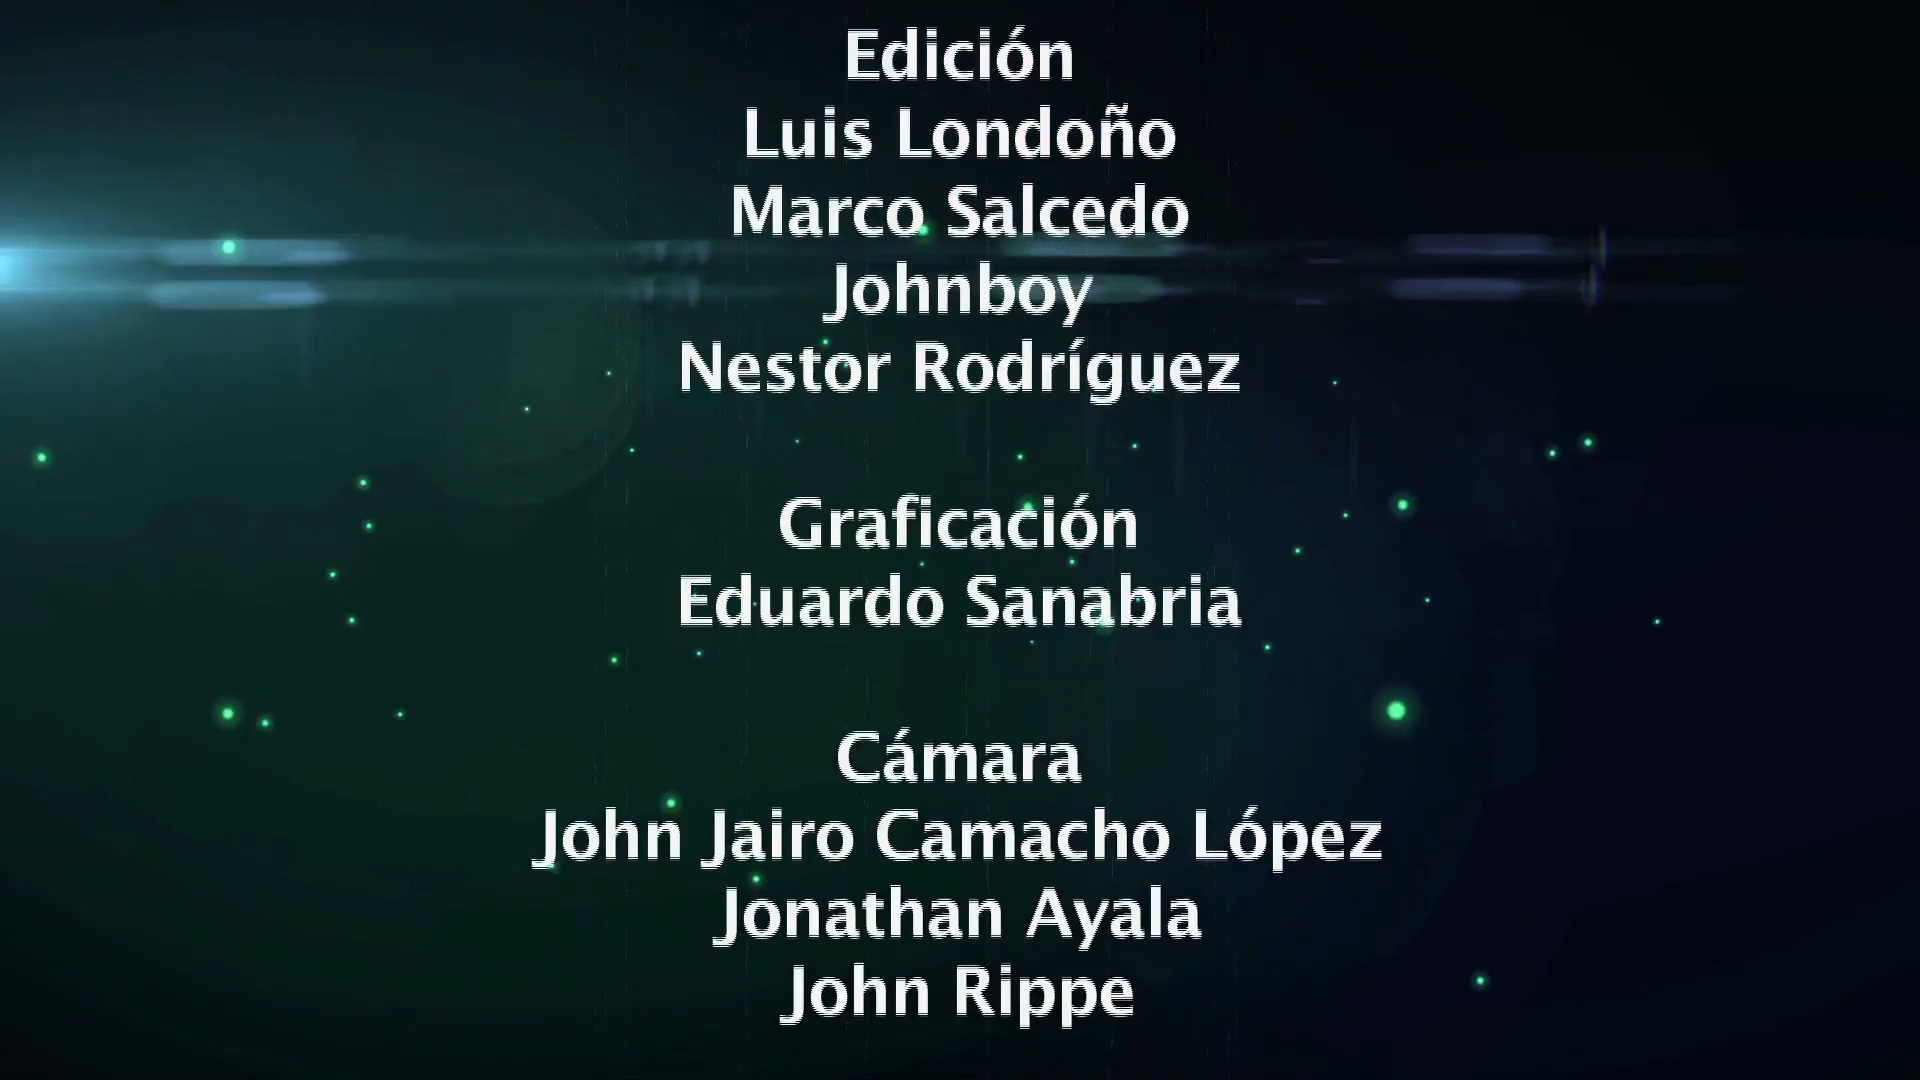 Edición
Luis Londoño
Marco Salcedo
Johnboy
Nestor Rodríguez
Graficación
Eduardo Sanabria
Cámara
John Jairo Camacho López
Jonathan Ayala
John Rippe